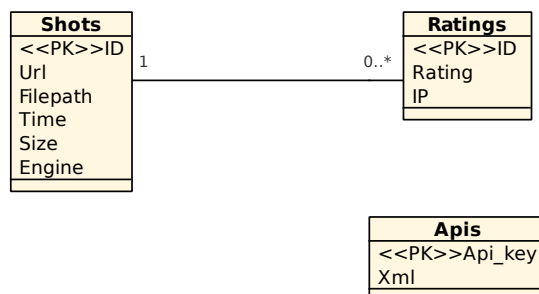 Shots
<<PK>>ID
Url
Filepath
Time
Size
Engine
1
0..*
Ratings
<<PK>>ID
Rating
IP
Apis
<<PK>>Api_key
Xml